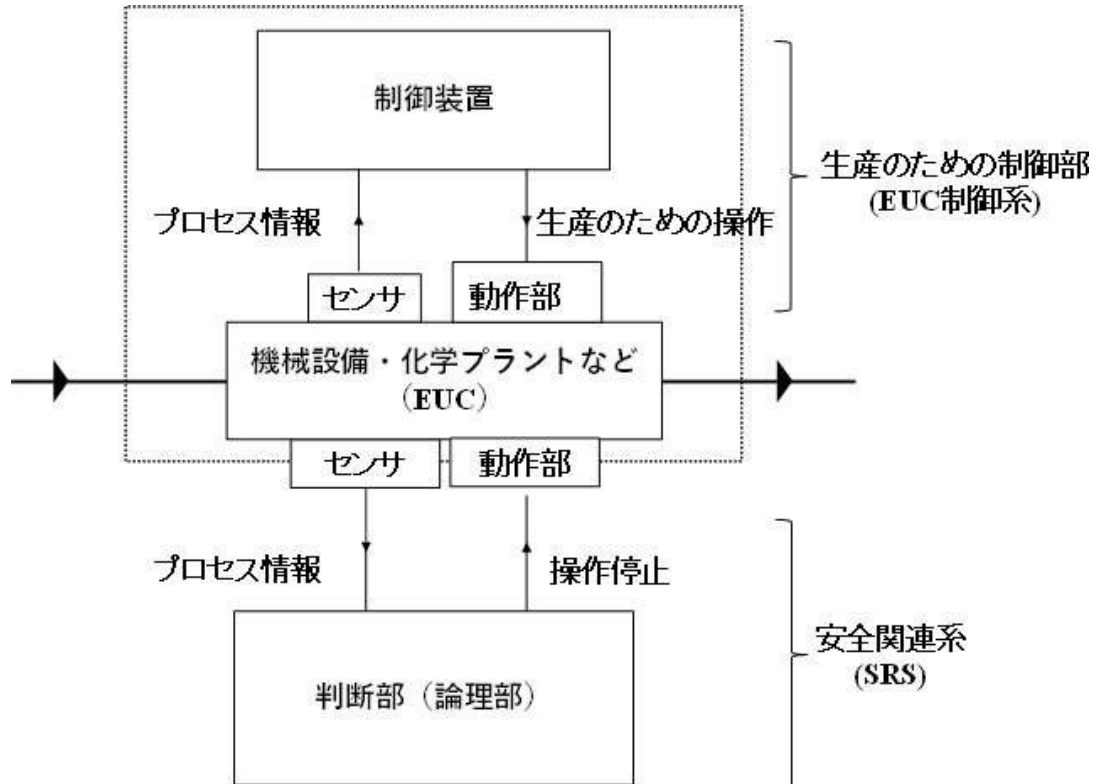 制御装置
生産のための制御部
(EUC制御系)
プロセス情報
生産のための操作
センサ
動作部
機械設備・化学プラントなど
（EUC）
センサ
動作部
プロセス情報
操作停止
安全関連系
(SRS)
判断部（論理部）